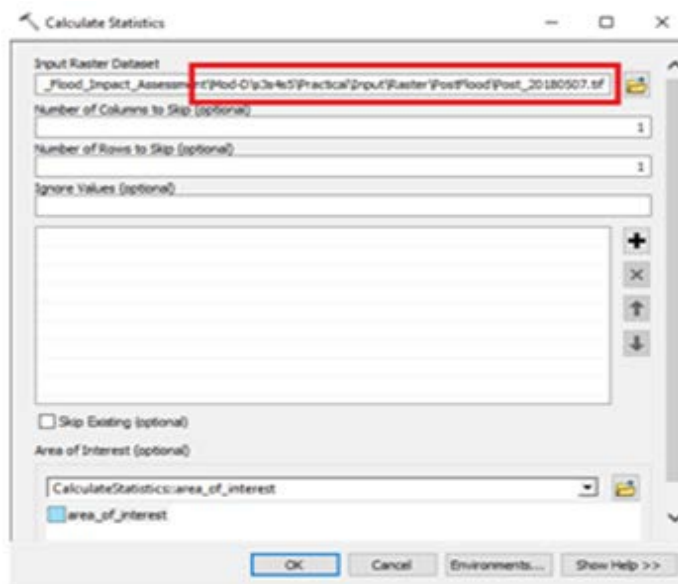 Calculate Statistics
Input Raster Dataset
_Flood_Impact_Assessment\Mod-D\p3s4s5\Practical\Input\Raster\PostFlood\Post_20180507.tif
Number of Columns to Skip (optional)
1
Number of Rows to Skip (optional)
1
Ignore Values (optional)
Skip Existing (optional)
Area of Interest (optional)
CalculateStatistics::area_of_interest
area_of_interest
OK Cancel Environments... Show Help >>